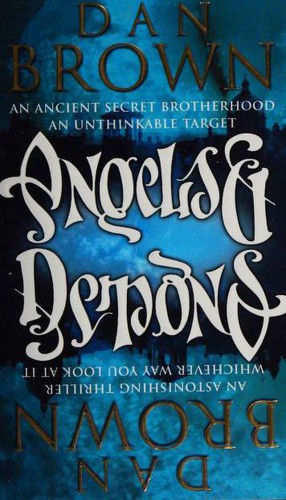 DAN
BROWN
AN ANCIENT SECRET BROTHERHOOD
AN UNTHINKABLE TARGET
Angels &
Demons
AN ASTONISHING THRILLER
WHICHEVER WAY YOU LOOK AT IT
DAN
BROWN